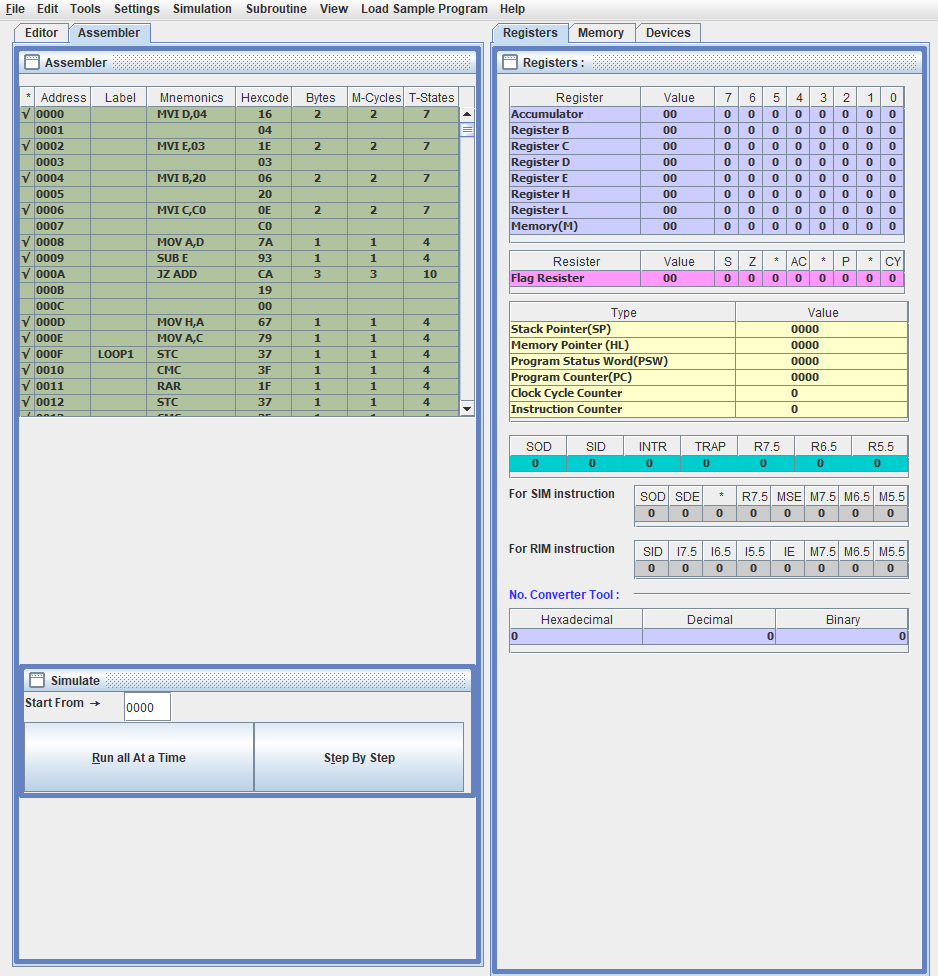 File Edit Tools Settings Simulation Subroutine View Load Sample Program Help
Editor Assembler
Assembler
* Address Label Mnemonics Hexcode Bytes M-Cycles T-States
√ 0000 MVI D,04 16 2 2 7
0001 04
√ 0002 MVI E,03 1E 2 2 7
0003 03
√ 0004 MVI B,20 06 2 2 7
0005 20
√ 0006 MVI C,C0 0E 2 2 7
0007 C0
√ 0008 MOV A,D 7A 1 1 4
√ 0009 SUB E 93 1 1 4
√ 000A JZ ADD CA 3 3 10
000B 19
000C 00
√ 000D MOV H,A 67 1 1 4
√ 000E MOV A,C 79 1 1 4
√ 000F LOOP1 STC 37 1 1 4
√ 0010 CMC 3F 1 1 4
√ 0011 RAR 1F 1 1 4
√ 0012 STC 37 1 1 4
Simulate
Start From → 0000
Run all At a Time Step By Step
Registers Memory Devices
Registers :
Register Value 7 6 5 4 3 2 1 0
Accumulator 00 0 0 0 0 0 0 0 0
Register B 00 0 0 0 0 0 0 0 0
Register C 00 0 0 0 0 0 0 0 0
Register D 00 0 0 0 0 0 0 0 0
Register E 00 0 0 0 0 0 0 0 0
Register H 00 0 0 0 0 0 0 0 0
Register L 00 0 0 0 0 0 0 0 0
Memory(M) 00 0 0 0 0 0 0 0 0
Resister Value S Z * AC * P * CY
Flag Resister 00 0 0 0 0 0 0 0 0
Type Value
Stack Pointer(SP) 0000
Memory Pointer (HL) 0000
Program Status Word(PSW) 0000
Program Counter(PC) 0000
Clock Cycle Counter 0
Instruction Counter 0
SOD SID INTR TRAP R7.5 R6.5 R5.5
0 0 0 0 0 0 0
For SIM instruction SOD SDE * R7.5 MSE M7.5 M6.5 M5.5
0 0 0 0 0 0 0 0
For RIM instruction SID I7.5 I6.5 I5.5 IE M7.5 M6.5 M5.5
0 0 0 0 0 0 0 0
No. Converter Tool :
Hexadecimal Decimal Binary
0 0 0